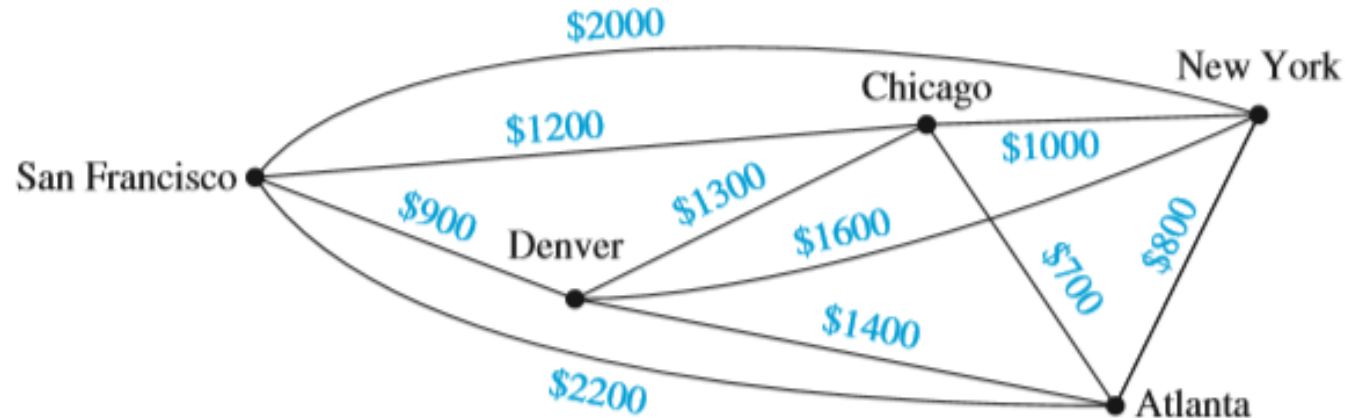 $2000
New York
Chicago
$1200
$1000
San Francisco
$900
$1300
$1600
$800
Denver
$700
$1400
$2200
Atlanta